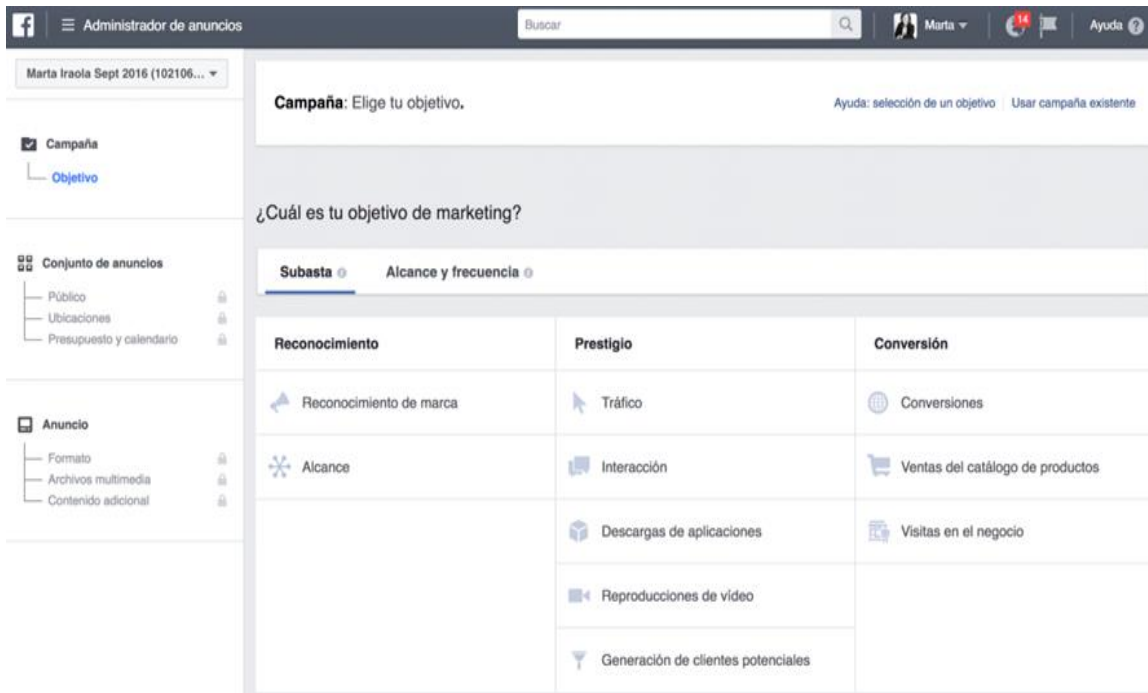 Administrador de anuncios
Buscar
Marta
14
Ayuda
Marta Iraola Sept 2016 (102106...
Campaña
Objetivo
Conjunto de anuncios
Público
Ubicaciones
Presupuesto y calendario
Anuncio
Formato
Archivos multimedia
Contenido adicional
Campaña: Elige tu objetivo.
Ayuda: selección de un objetivo
Usar campaña existente
¿Cuál es tu objetivo de marketing?
Subasta
Alcance y frecuencia
Reconocimiento
Reconocimiento de marca
Alcance
Prestigio
Tráfico
Interacción
Descargas de aplicaciones
Reproducciones de vídeo
Generación de clientes potenciales
Conversión
Conversiones
Ventas del catálogo de productos
Visitas en el negocio